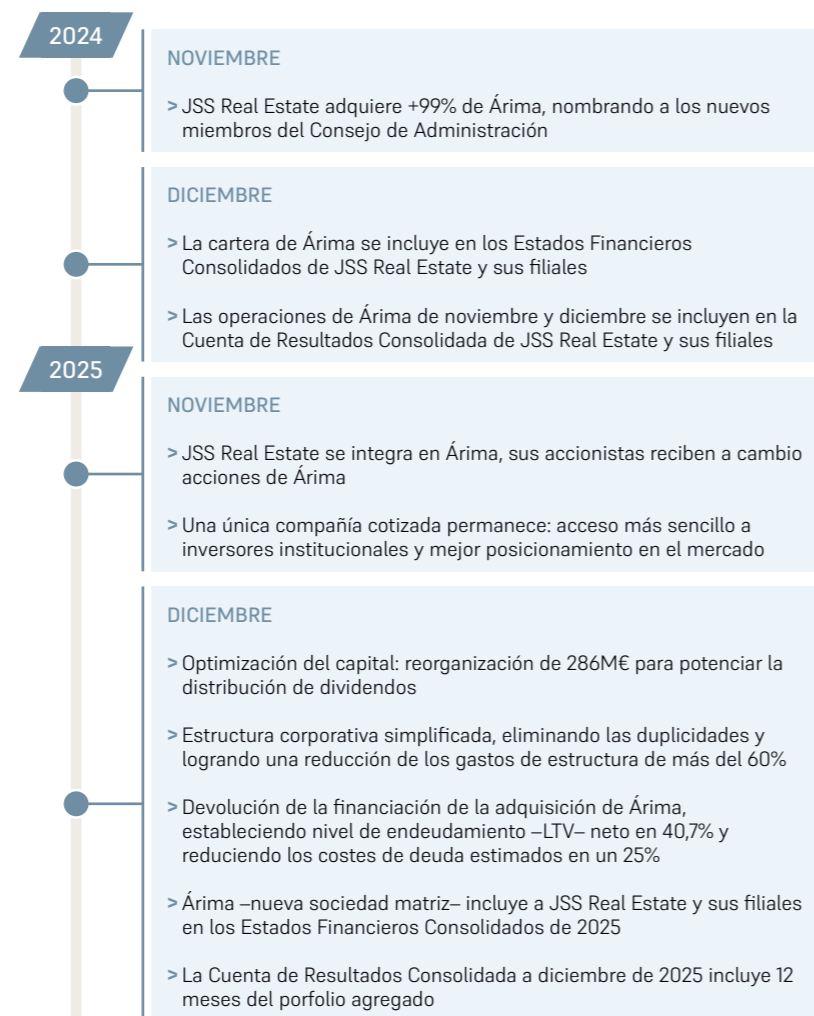 2024
NOVIEMBRE
> JSS Real Estate adquiere +99% de Árima, nombrando a los nuevos
miembros del Consejo de Administración
DICIEMBRE
> La cartera de Árima se incluye en los Estados Financieros
Consolidados de JSS Real Estate y sus filiales
> Las operaciones de Árima de noviembre y diciembre se incluyen en la
Cuenta de Resultados Consolidada de JSS Real Estate y sus filiales
2025
NOVIEMBRE
> JSS Real Estate se integra en Árima, sus accionistas reciben a cambio
acciones de Árima
> Una única compañía cotizada permanece: acceso más sencillo a
inversores institucionales y mejor posicionamiento en el mercado
DICIEMBRE
> Optimización del capital: reorganización de 286M€ para potenciar la
distribución de dividendos
> Estructura corporativa simplificada, eliminando las duplicidades y
logrando una reducción de los gastos de estructura de más del 60%
> Devolución de la financiación de la adquisición de Árima,
estableciendo nivel de endeudamiento –LTV– neto en 40,7% y
reduciendo los costes de deuda estimados en un 25%
> Árima –nueva sociedad matriz– incluye a JSS Real Estate y sus filiales
en los Estados Financieros Consolidados de 2025
> La Cuenta de Resultados Consolidada a diciembre de 2025 incluye 12
meses del porfolio agregado